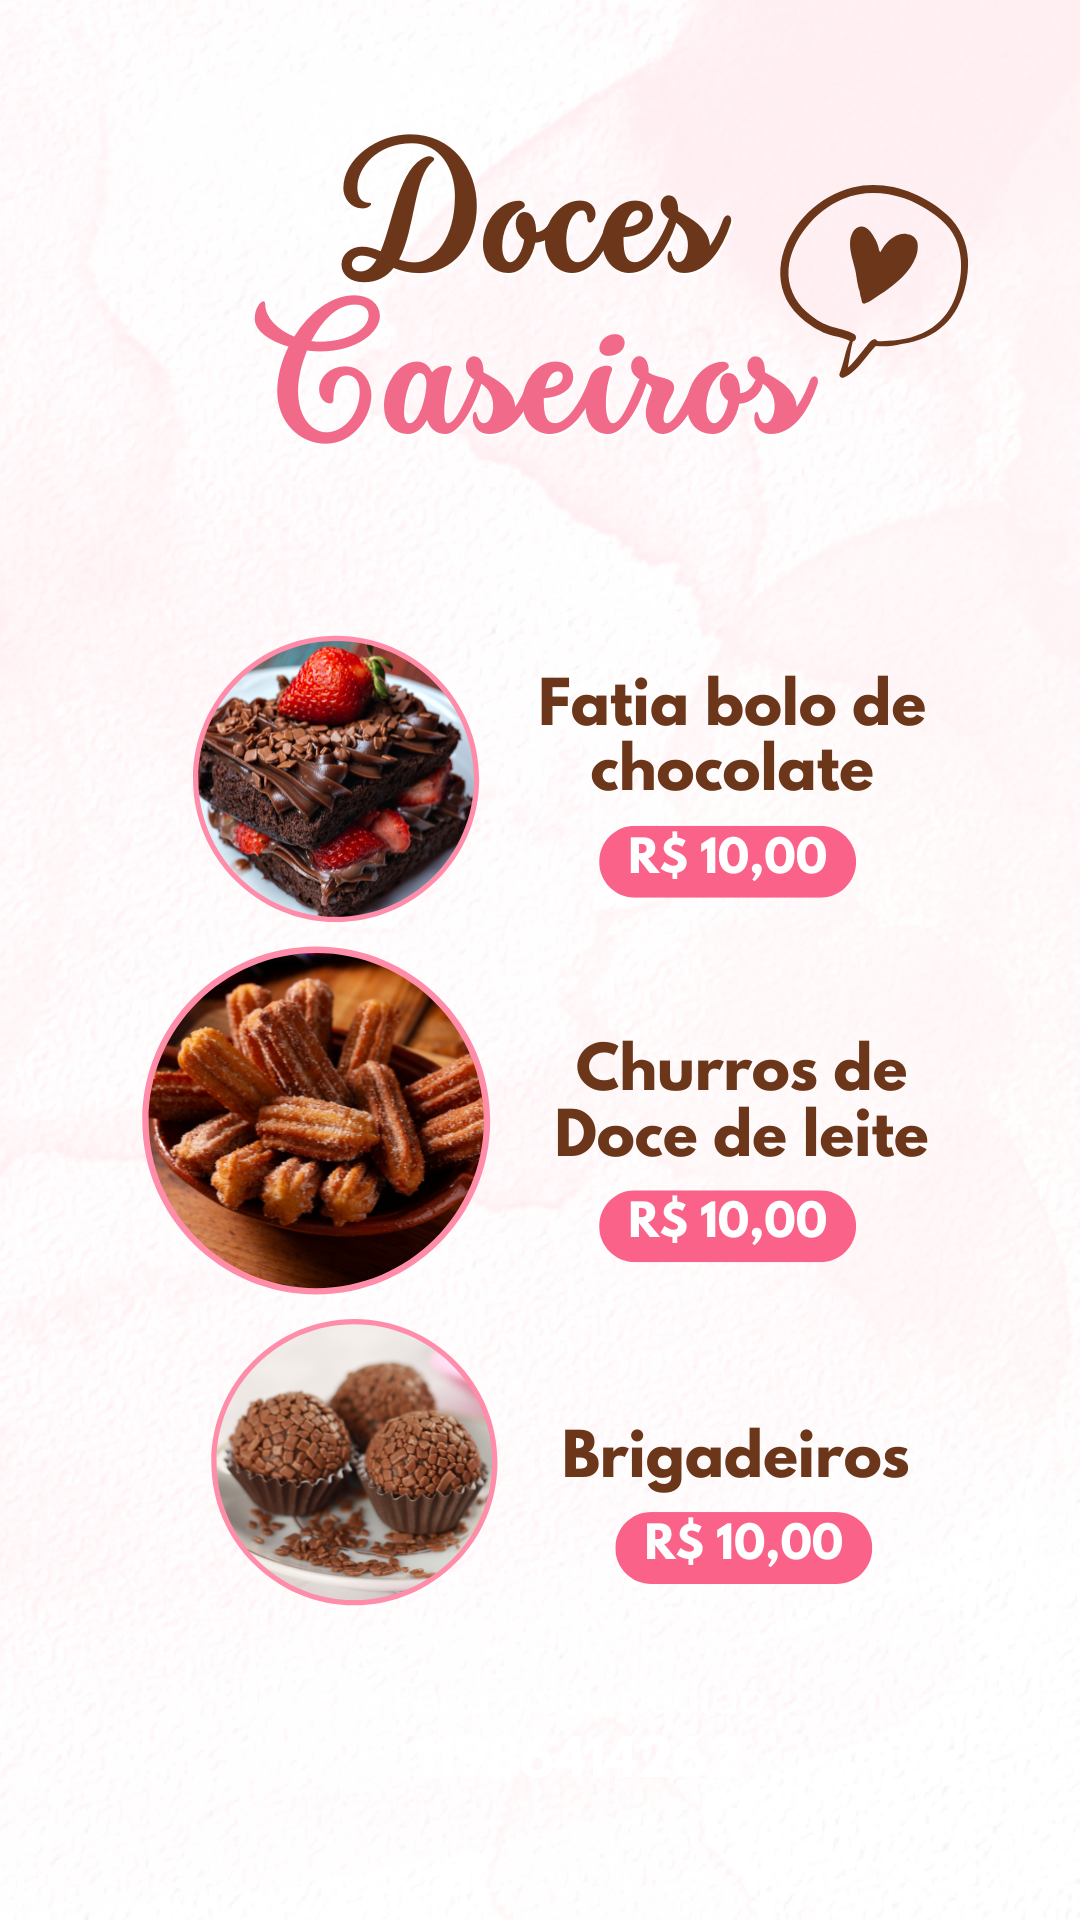 Doces
Caseiros
Fatia bolo de
chocolate
R$ 10,00
Churros de
Doce de leite
R$ 10,00
Brigadeiros
R$ 10,00